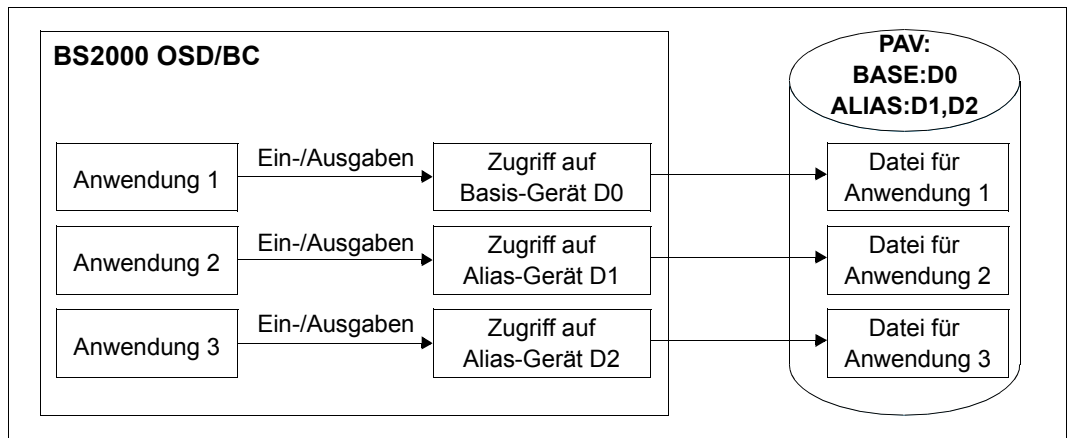 BS2000 OSD/BC
PAV:
BASE:D0
ALIAS:D1,D2
Anwendung 1
Ein-/Ausgaben
Zugriff auf
Basis-Gerät D0
Datei für
Anwendung 1
Anwendung 2
Ein-/Ausgaben
Zugriff auf
Alias-Gerät D1
Datei für
Anwendung 2
Anwendung 3
Ein-/Ausgaben
Zugriff auf
Alias-Gerät D2
Datei für
Anwendung 3